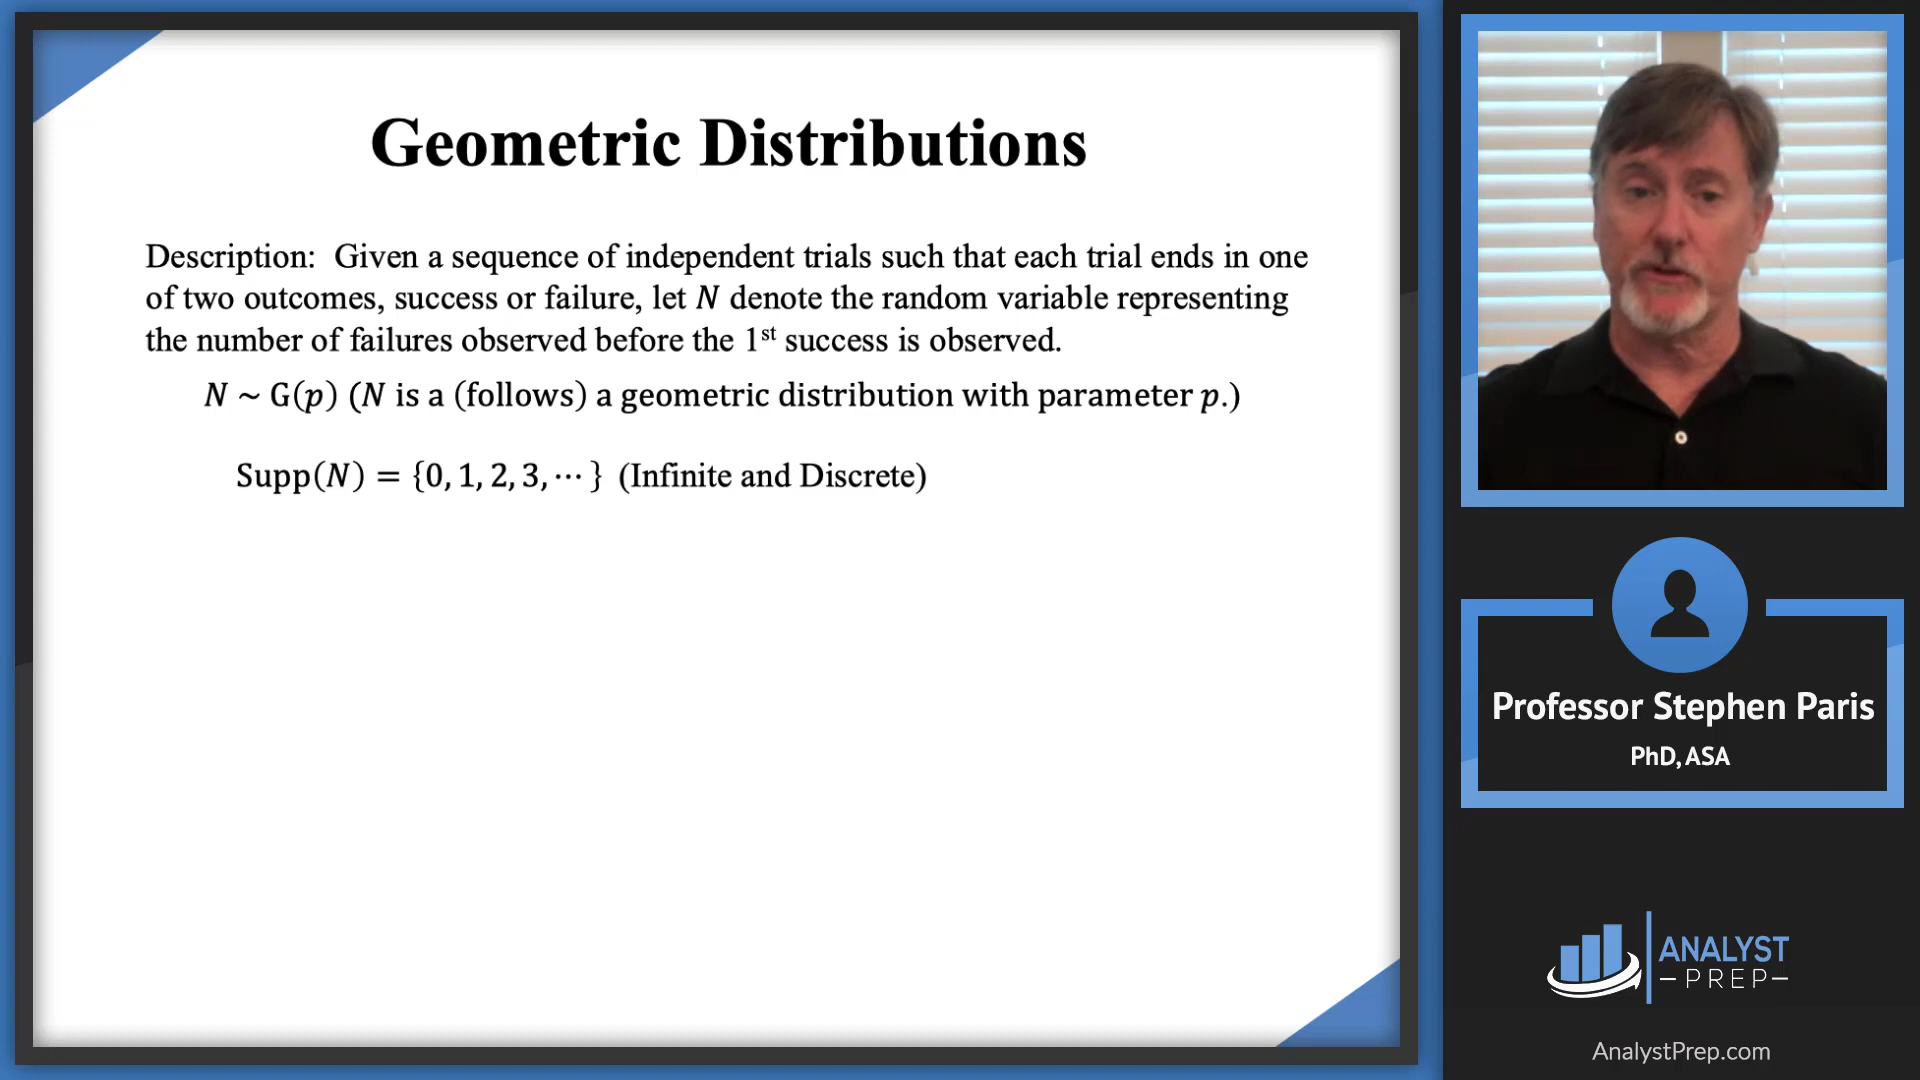 Geometric Distributions
Description: Given a sequence of independent trials such that each trial ends in one
of two outcomes, success or failure, let N denote the random variable representing
the number of failures observed before the 1st success is observed.
N ~ G(p) (N is a (follows) a geometric distribution with parameter p.)
Supp(N) = {0, 1, 2, 3, ⋯ } (Infinite and Discrete)
Professor Stephen Paris
PhD, ASA
ANALYST
PREP
AnalystPrep.com